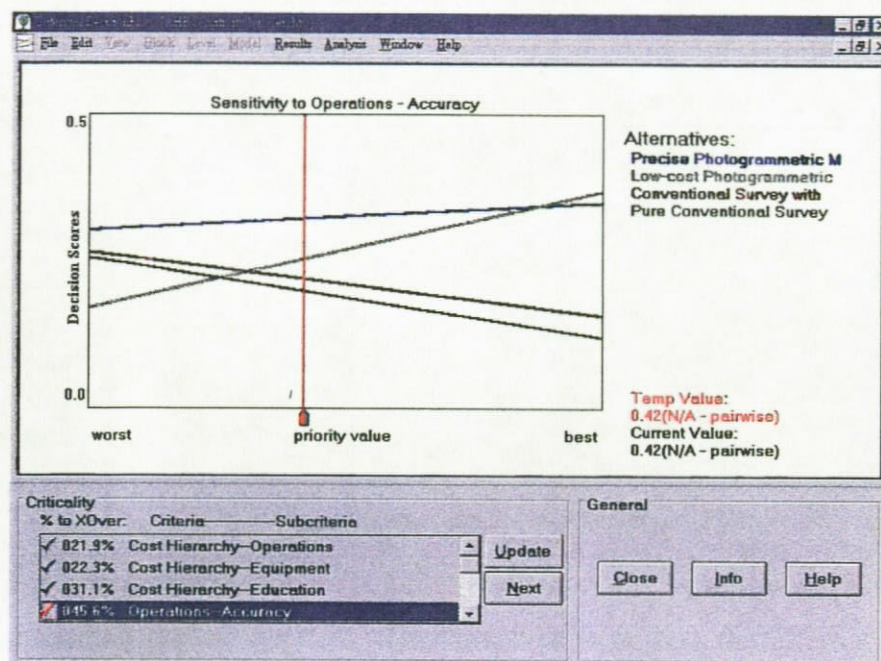 File Edit View Block Level Model Results Analysis Window Help
Sensitivity to Operations - Accuracy
0.5
Decision Scores
0.0
worst
priority value
best
Alternatives:
Precise Photogrammetric M
Low-cost Photogrammetric
Conventional Survey with
Pure Conventional Survey
Temp Value:
0.42(N/A - pairwise)
Current Value:
0.42(N/A - pairwise)
Criticality
% to XOver: Criteria Subcriteria
021.9% Cost Hierarchy--Operations
022.3% Cost Hierarchy--Equipment
031.1% Cost Hierarchy--Education
045.6% Operations--Accuracy
Update
Next
General
Close
Info
Help